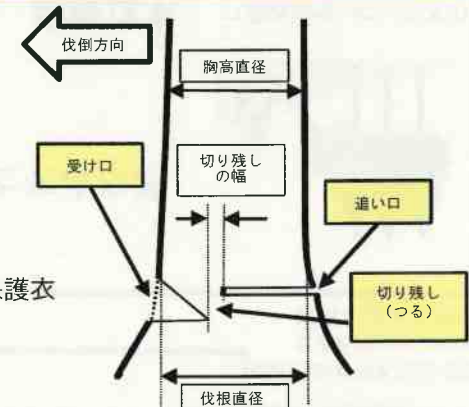 伐倒方向
胸高直径
受け口
切り残し
の幅
追い口
護衣
切り残し
（つる）
伐根直径